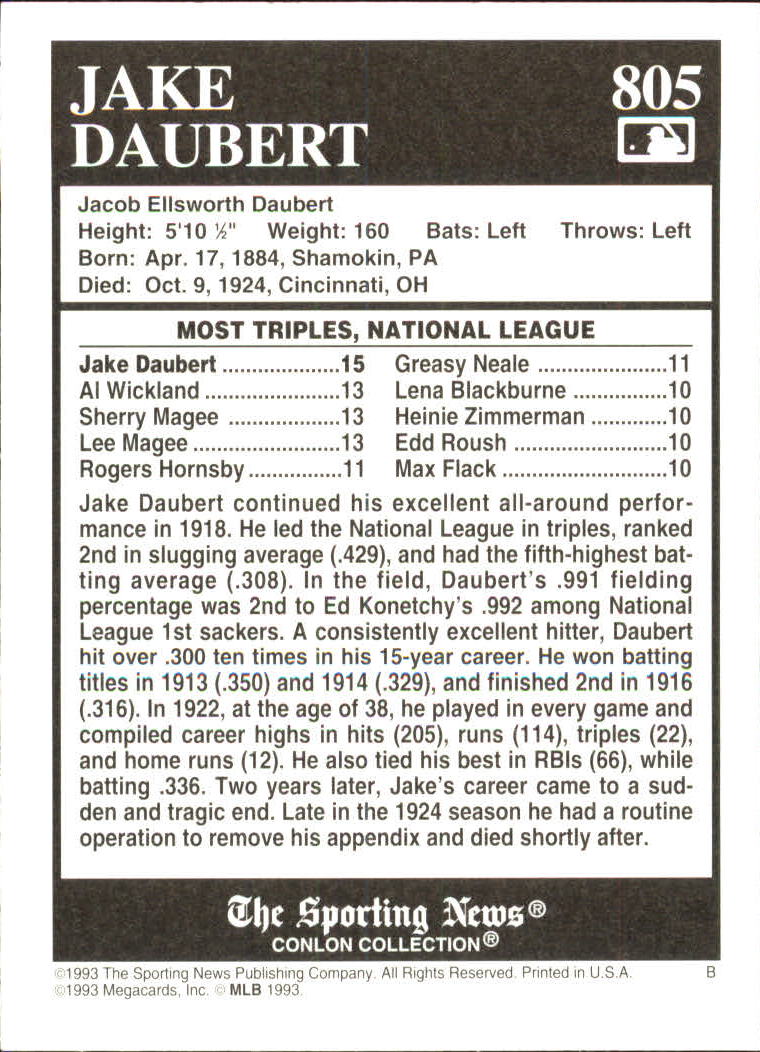 JAKE
DAUBERT
805
Jacob Ellsworth Daubert
Height: 5'10 ½" Weight: 160 Bats: Left Throws: Left
Born: Apr. 17, 1884, Shamokin, PA
Died: Oct. 9, 1924, Cincinnati, OH
MOST TRIPLES, NATIONAL LEAGUE
Jake Daubert ....................15
Al Wickland .......................13
Sherry Magee ...................13
Lee Magee .........................13
Rogers Hornsby ................11
Greasy Neale ......................11
Lena Blackburne ................10
Heinie Zimmerman .............10
Edd Roush ..........................10
Max Flack ............................10
Jake Daubert continued his excellent all-around perfor-
mance in 1918. He led the National League in triples, ranked
2nd in slugging average (.429), and had the fifth-highest bat-
ting average (.308). In the field, Daubert's .991 fielding
percentage was 2nd to Ed Konetchy's .992 among National
League 1st sackers. A consistently excellent hitter, Daubert
hit over .300 ten times in his 15-year career. He won batting
titles in 1913 (.350) and 1914 (.329), and finished 2nd in 1916
(.316). In 1922, at the age of 38, he played in every game and
compiled career highs in hits (205), runs (114), triples (22),
and home runs (12). He also tied his best in RBIs (66), while
batting .336. Two years later, Jake's career came to a sud-
den and tragic end. Late in the 1924 season he had a routine
operation to remove his appendix and died shortly after.
The Sporting News®
CONLON COLLECTION®
©1993 The Sporting News Publishing Company. All Rights Reserved. Printed in U.S.A. B
©1993 Megacards, Inc. © MLB 1993.